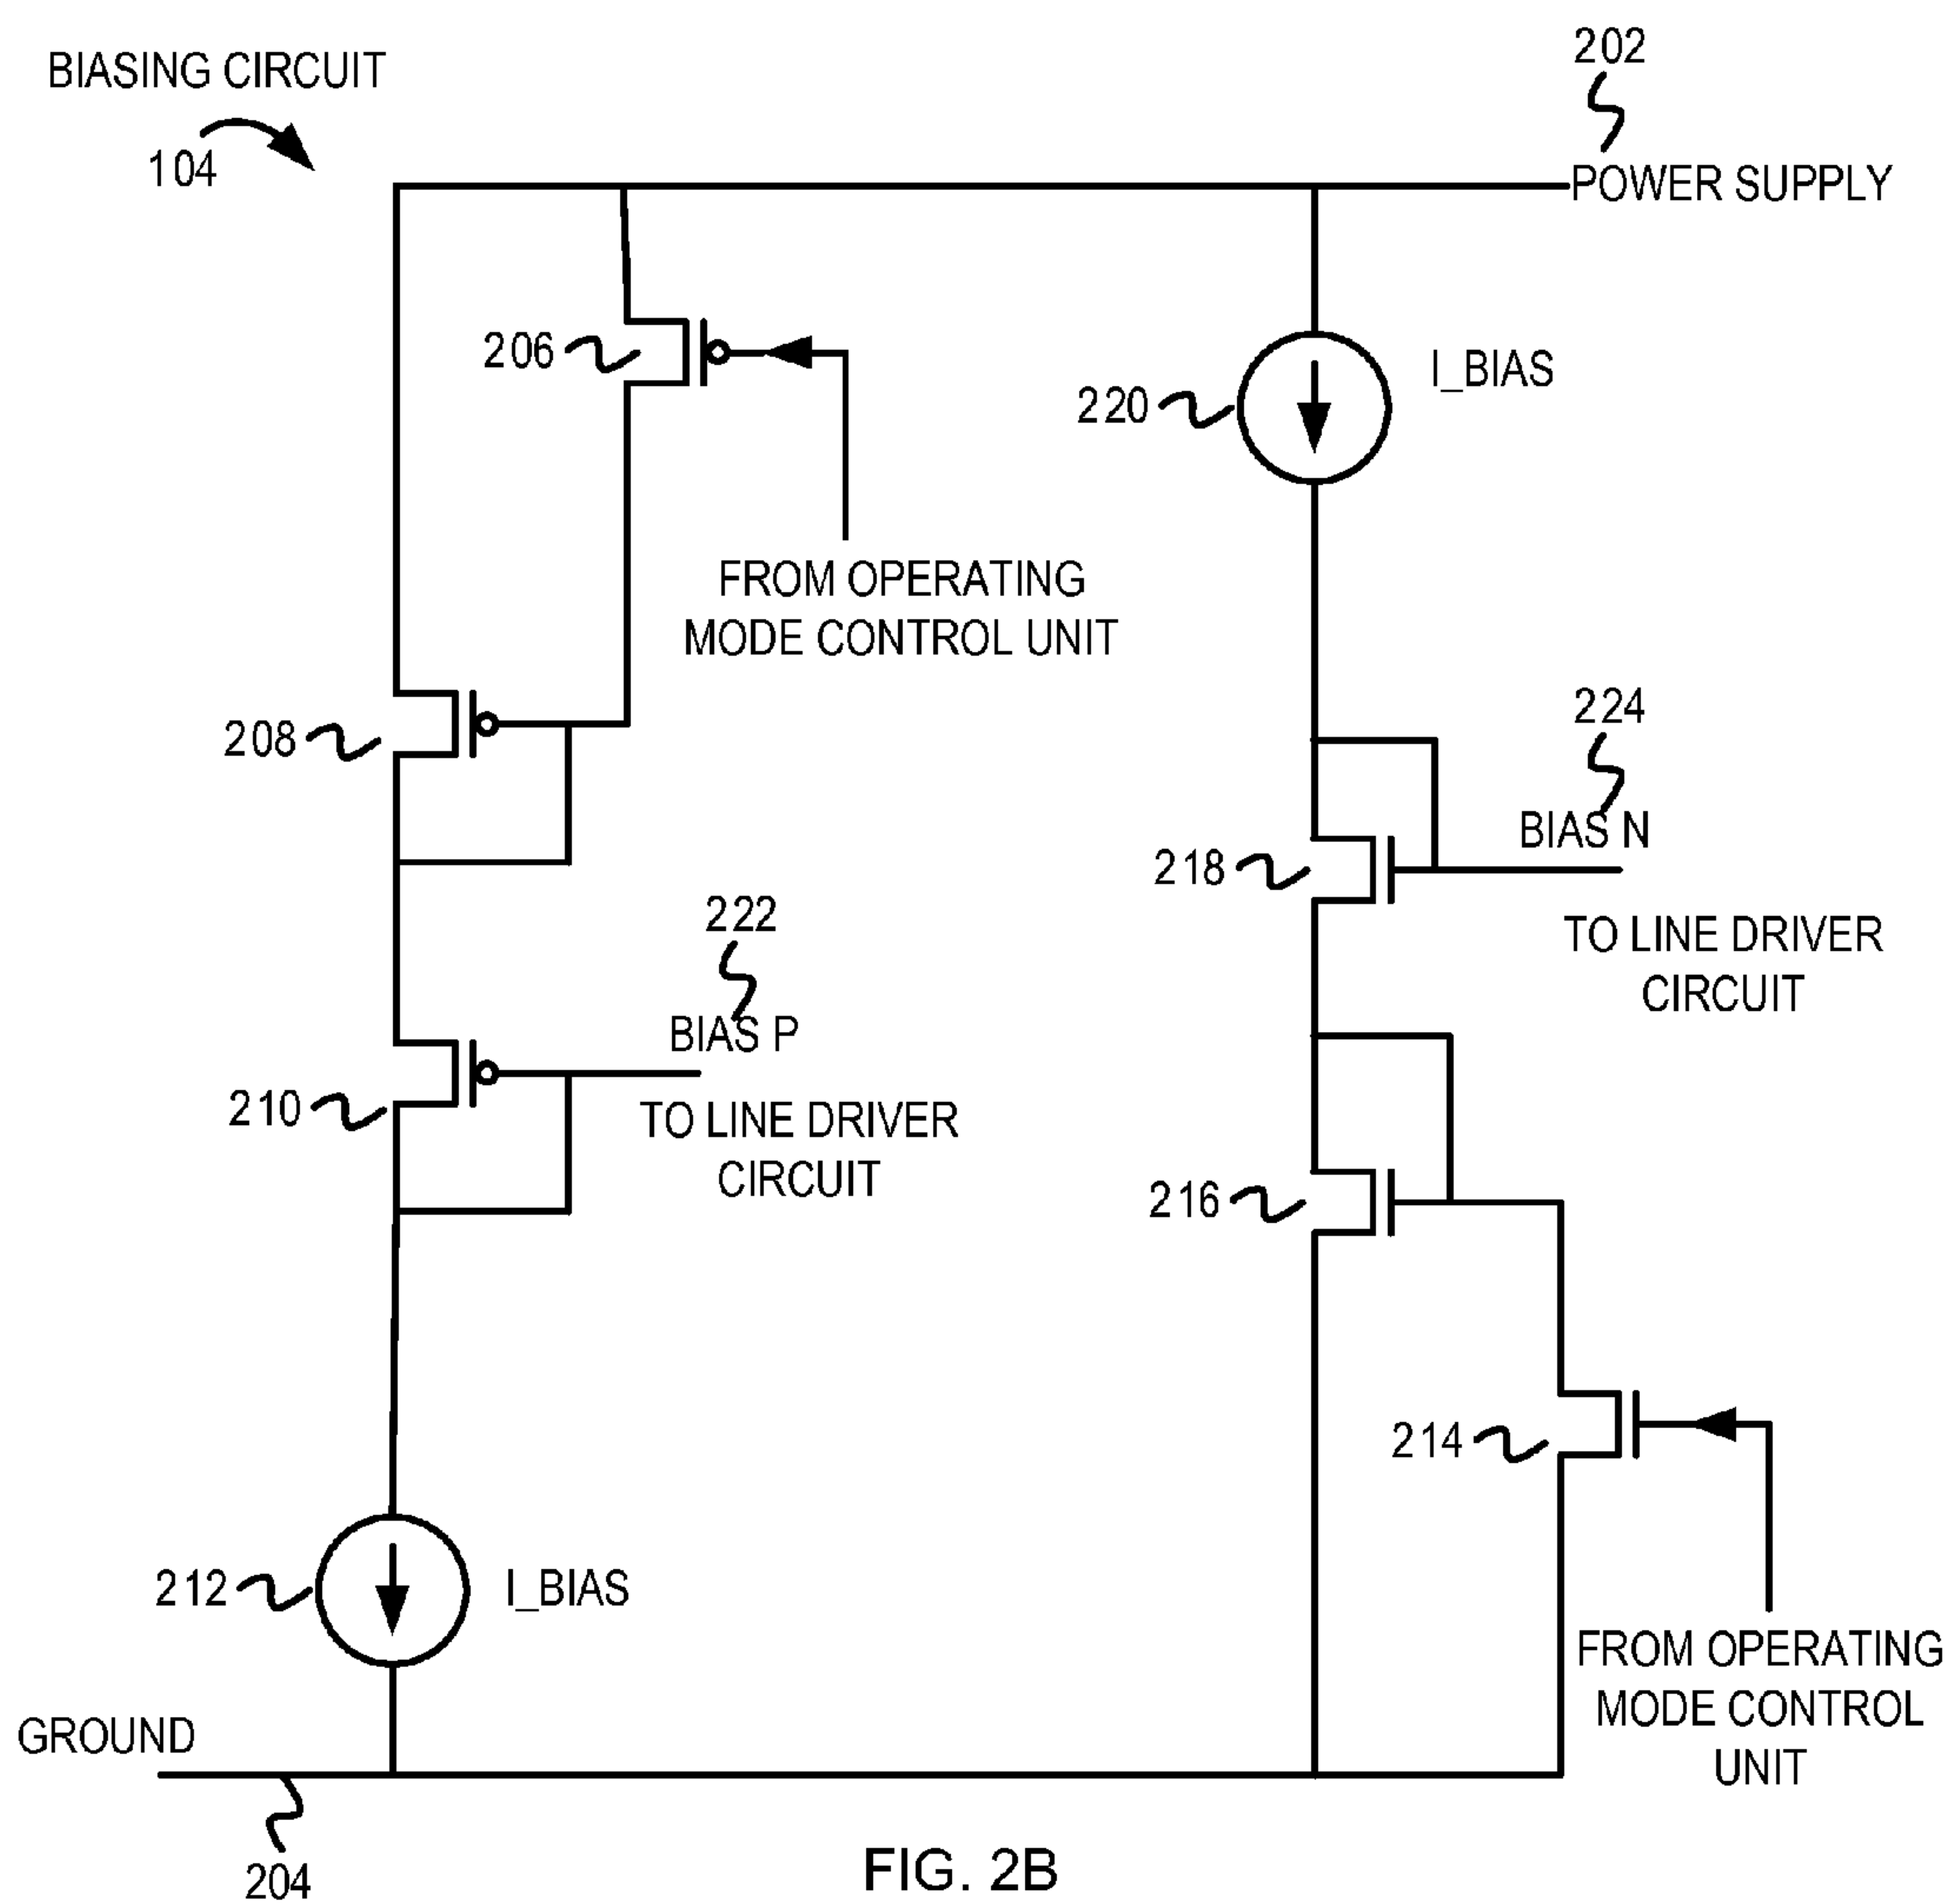 202
BIASING CIRCUIT
104
POWER SUPPLY
206
I_BIAS
220
FROM OPERATING
MODE CONTROL UNIT
208
224
BIAS N
218
222
TO LINE DRIVER
CIRCUIT
BIAS P
210
TO LINE DRIVER
CIRCUIT
216
214
212
I_BIAS
FROM OPERATING
MODE CONTROL
UNIT
GROUND
204
FIG. 2B